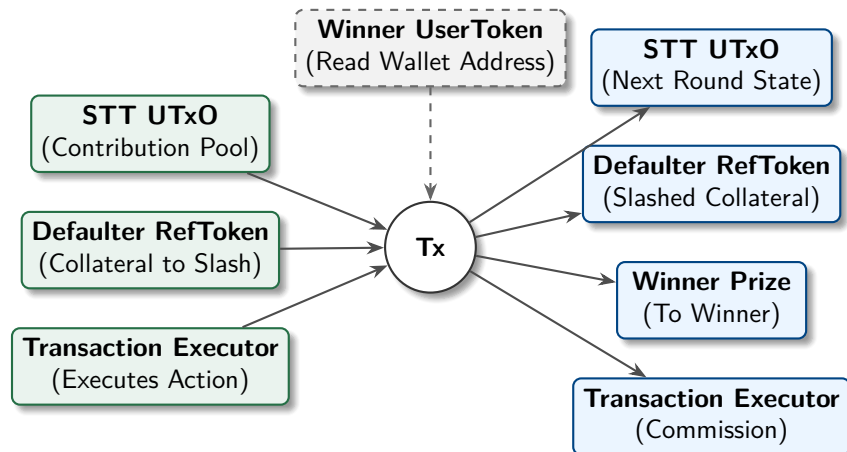 Winner UserToken
(Read Wallet Address)
STT UTxO
(Contribution Pool)
Defaulter RefToken
(Collateral to Slash)
Transaction Executor
(Executes Action)
Tx
STT UTxO
(Next Round State)
Defaulter RefToken
(Slashed Collateral)
Winner Prize
(To Winner)
Transaction Executor
(Commission)